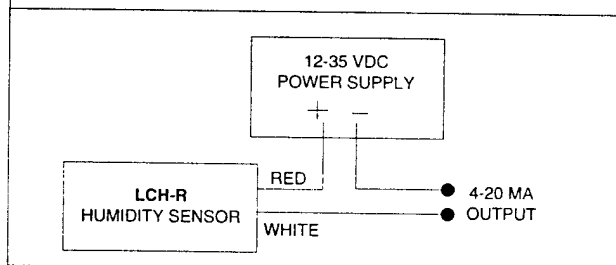 12-35 VDC
POWER SUPPLY
+ –
RED
LCH-R
HUMIDITY SENSOR
WHITE
4-20 MA
OUTPUT